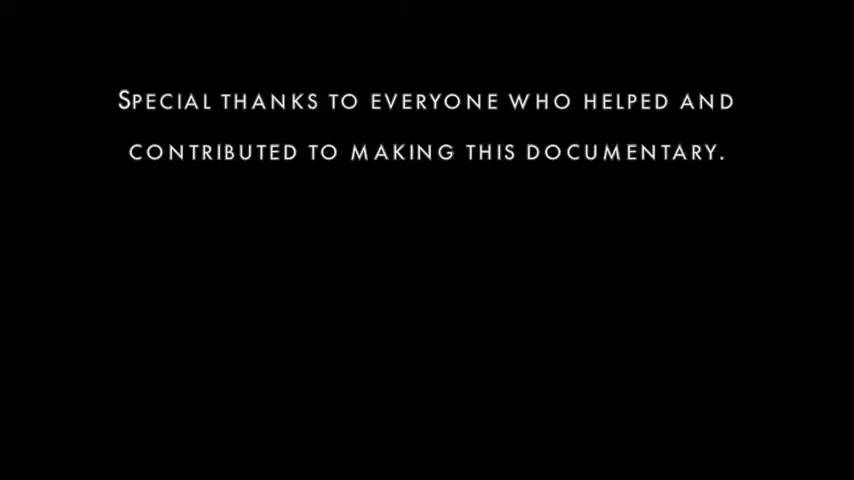 Special thanks to everyone who helped and
contributed to making this documentary.